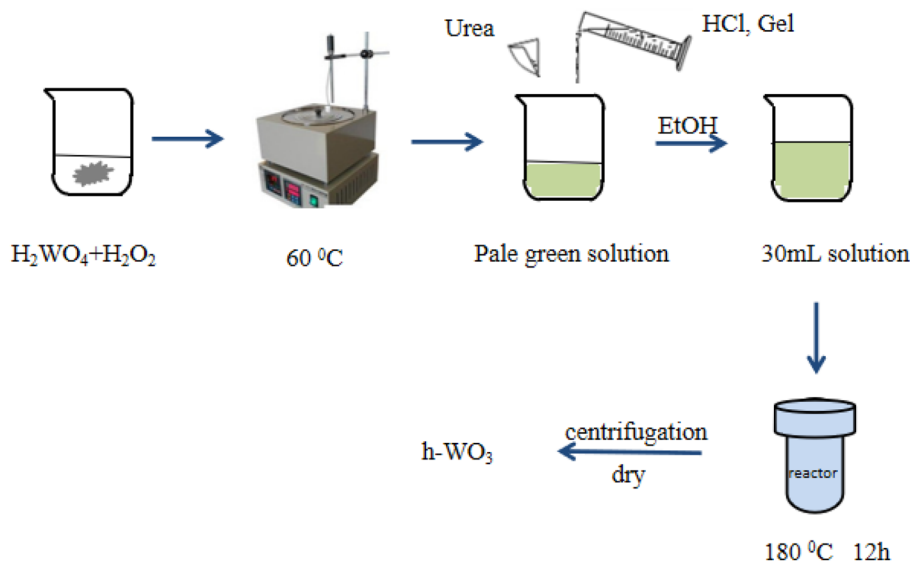 Urea
HCl, Gel
EtOH
H₂WO₄+H₂O₂
60 ⁰C
Pale green solution
30mL solution
reactor
180 ⁰C 12h
centrifugation
dry
h-WO₃